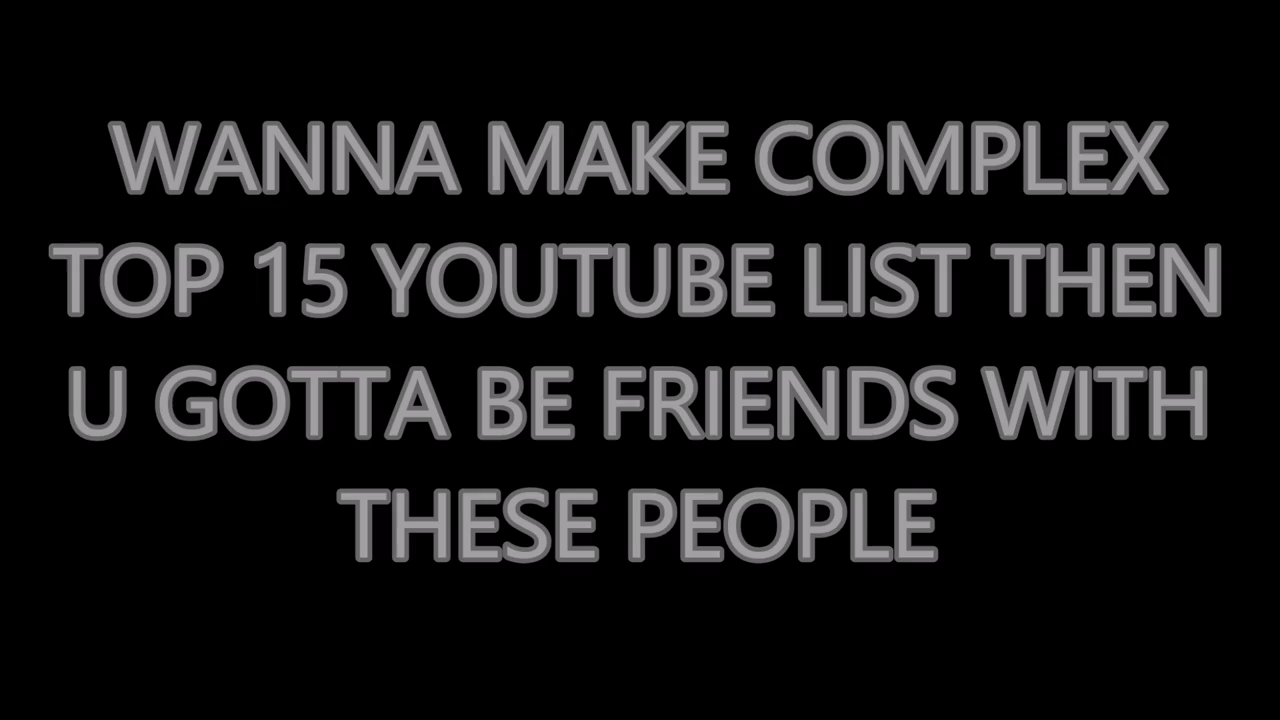 WANNA MAKE COMPLEX
TOP 15 YOUTUBE LIST THEN
U GOTTA BE FRIENDS WITH
THESE PEOPLE